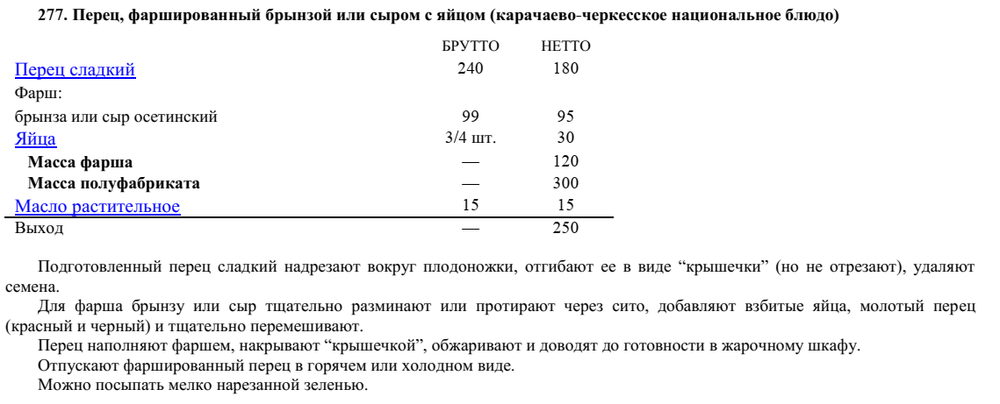 277. Перец, фаршированный брынзой или сыром с яйцом (карачаево-черкесское национальное блюдо)
БРУТТО НЕТТО
Перец сладкий 240 180
Фарш:
брынза или сыр осетинский 99 95
Яйца 3/4 шт. 30
Масса фарша — 120
Масса полуфабриката — 300
Масло растительное 15 15
Выход — 250
Подготовленный перец сладкий надрезают вокруг плодоножки, отгибают ее в виде “крышечки” (но не отрезают), удаляют
семена.
Для фарша брынзу или сыр тщательно разминают или протирают через сито, добавляют взбитые яйца, молотый перец
(красный и черный) и тщательно перемешивают.
Перец наполняют фаршем, накрывают “крышечкой”, обжаривают и доводят до готовности в жарочном шкафу.
Отпускают фаршированный перец в горячем или холодном виде.
Можно посыпать мелко нарезанной зеленью.